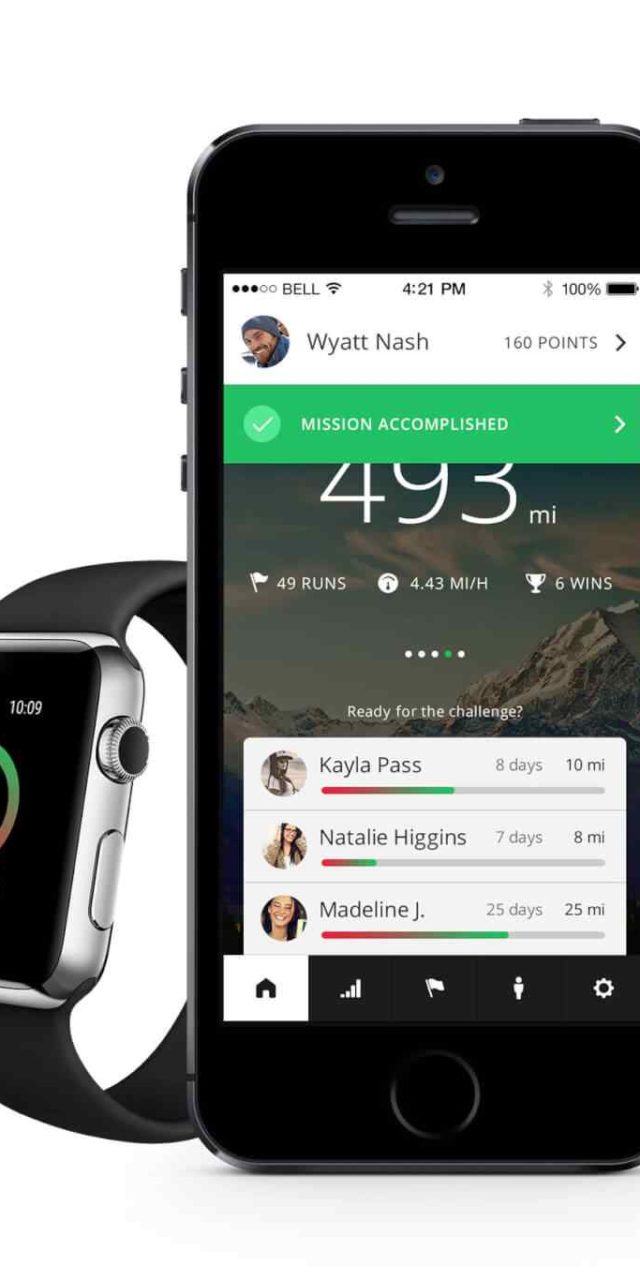 BELL 4:21 PM 100%
Wyatt Nash 160 POINTS
MISSION ACCOMPLISHED
493 mi
49 RUNS 4.43 MI/H 6 WINS
Ready for the challenge?
10:09
Kayla Pass 8 days 10 mi
Natalie Higgins 7 days 8 mi
Madeline J. 25 days 25 mi